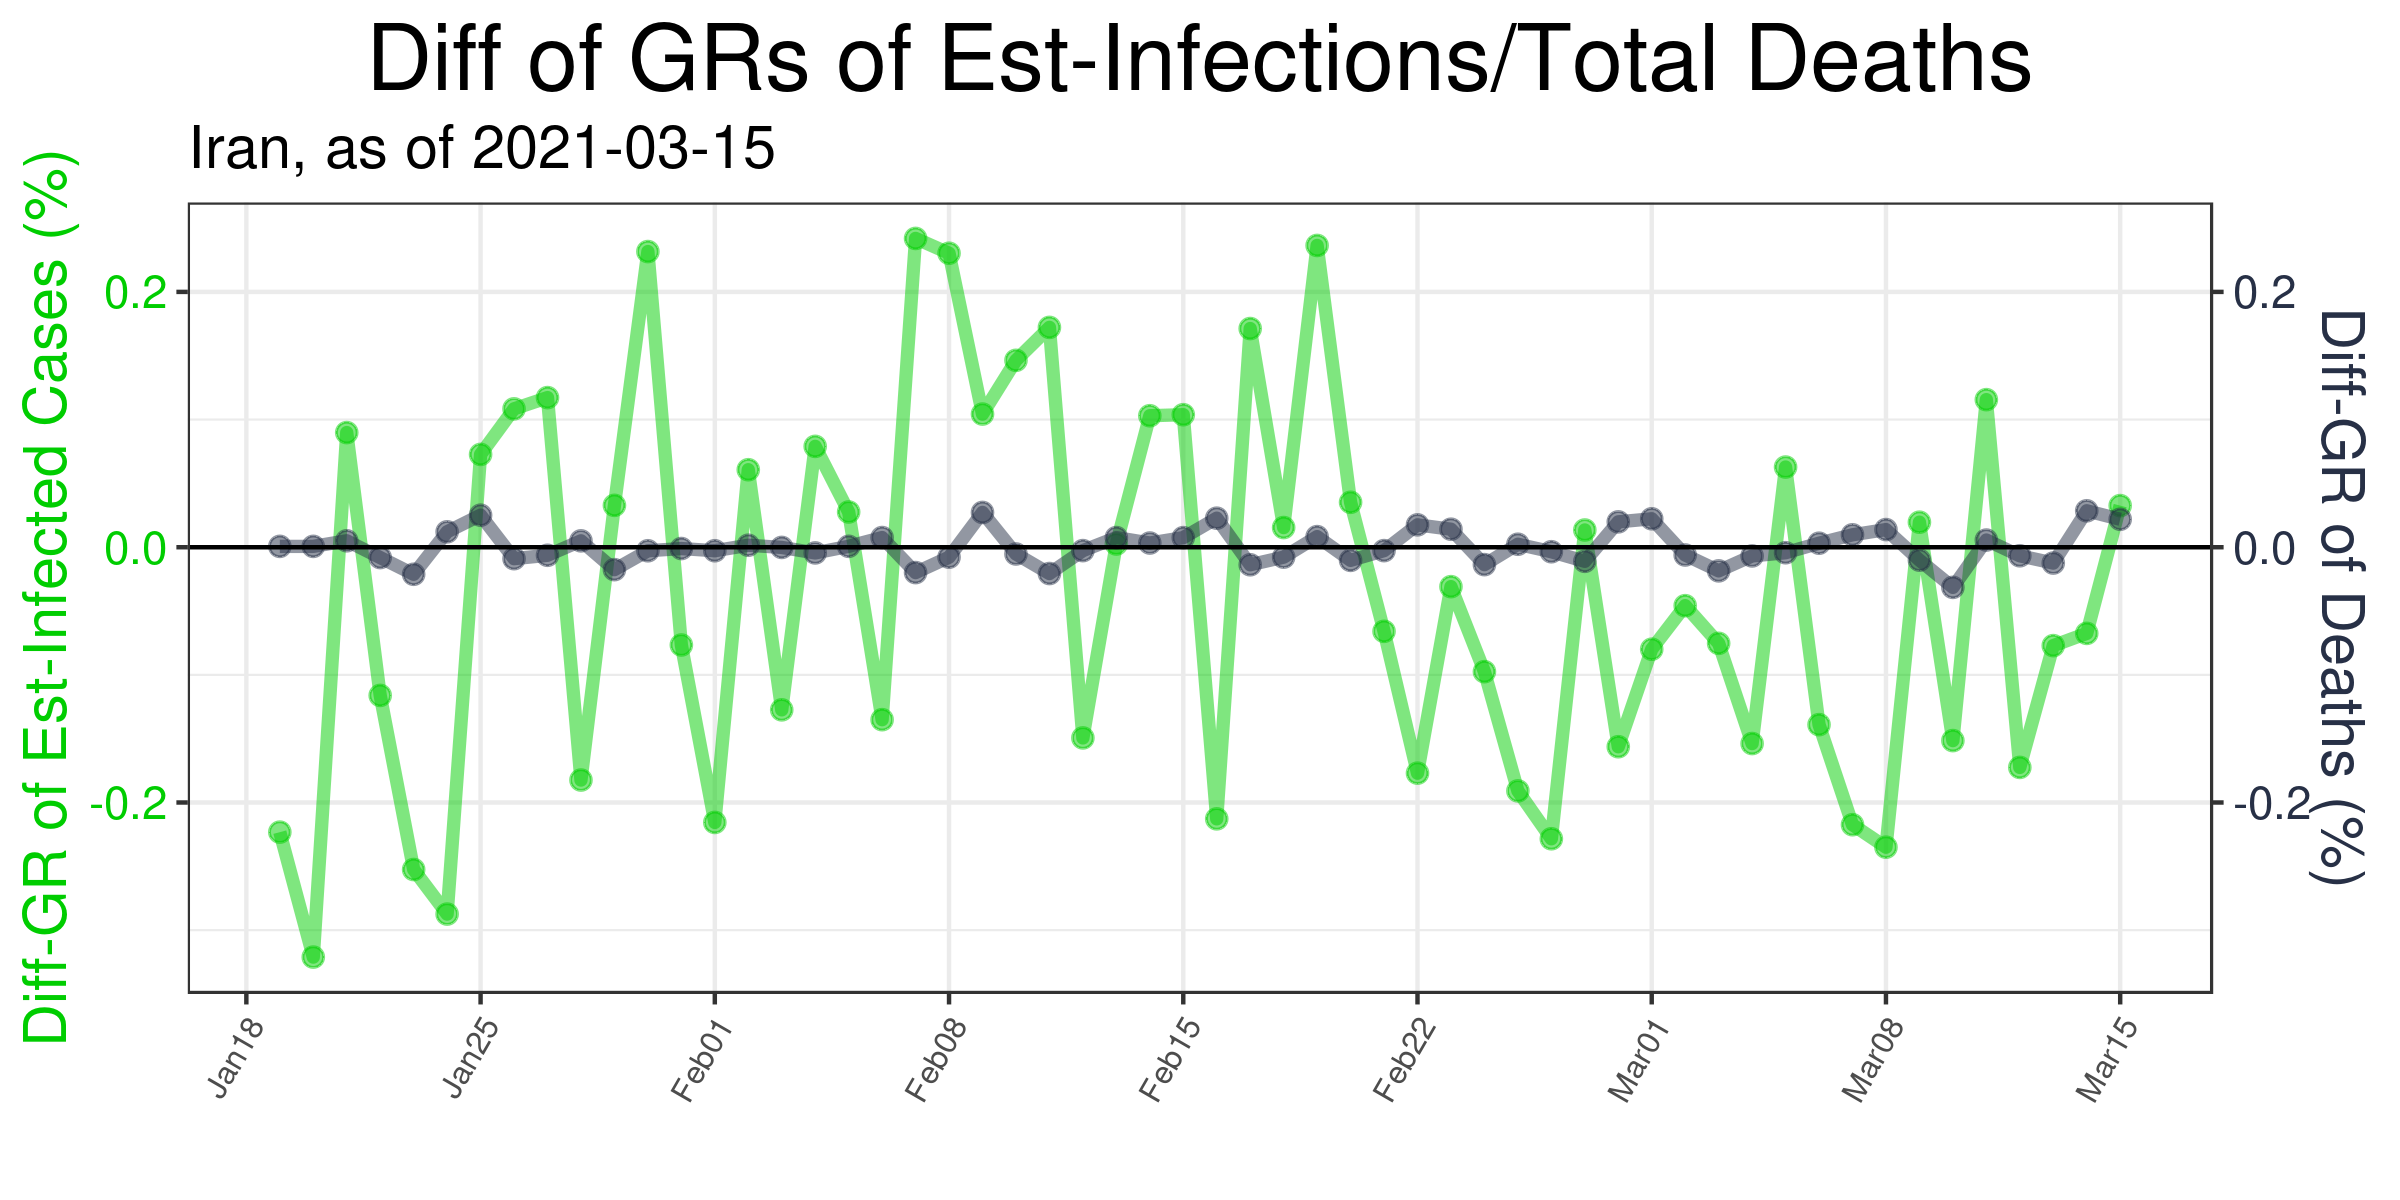 Diff of GRs of Est-Infections/Total Deaths
Iran, as of 2021-03-15
Diff-GR of Est-Infected Cases (%)
0.2
0.0
-0.2
0.2
0.0
-0.2
Diff-GR of Deaths (%)
Jan18
Jan25
Feb01
Feb08
Feb15
Feb22
Mar01
Mar08
Mar15